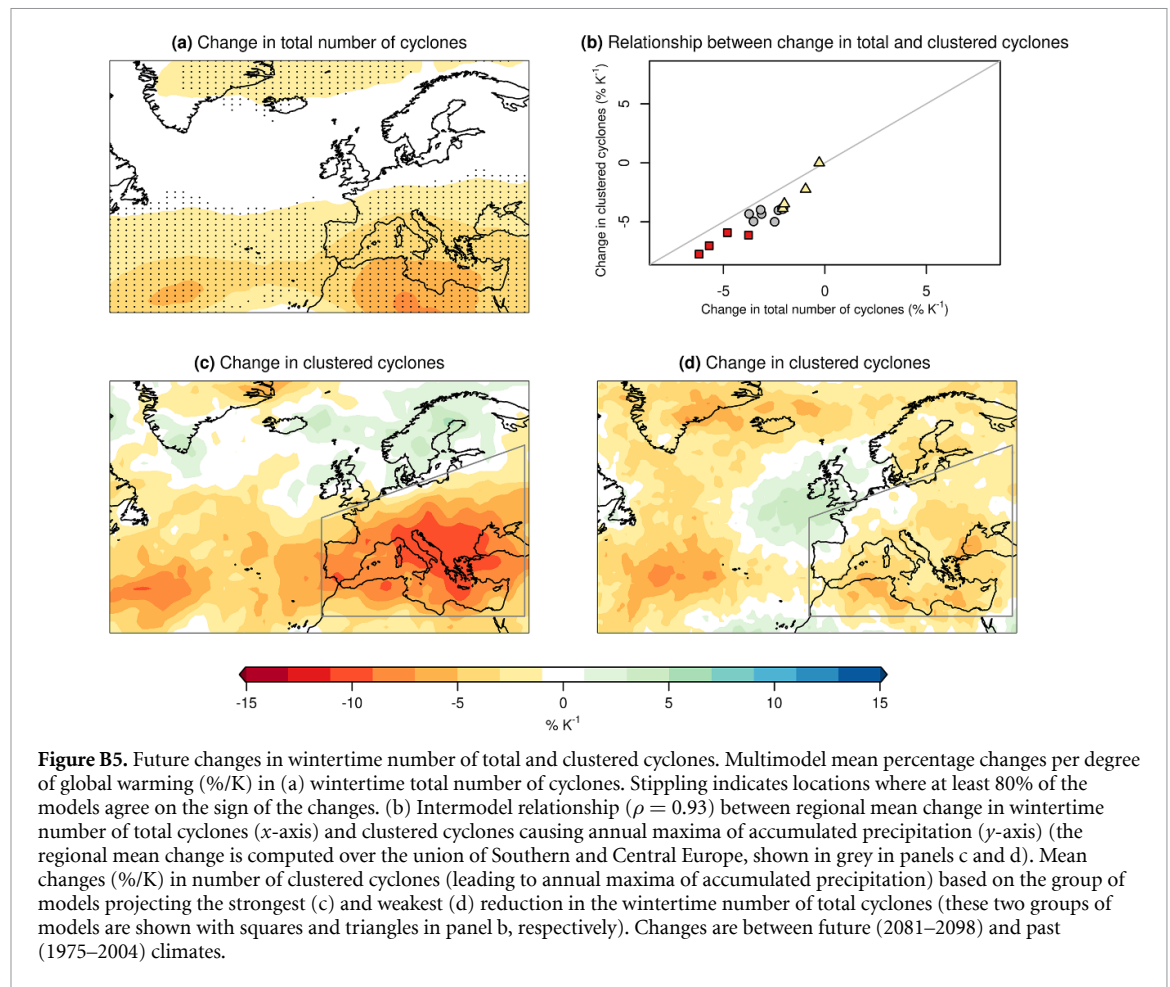 (a) Change in total number of cyclones
(b) Relationship between change in total and clustered cyclones
Change in clustered cyclones (% K⁻¹)
5
0
-5
-5
0
5
Change in total number of cyclones (% K⁻¹)
(c) Change in clustered cyclones
(d) Change in clustered cyclones
-15
-10
-5
0
5
10
15
% K⁻¹
Figure B5. Future changes in wintertime number of total and clustered cyclones. Multimodel mean percentage changes per degree
of global warming (%/K) in (a) wintertime total number of cyclones. Stippling indicates locations where at least 80% of the
models agree on the sign of the changes. (b) Intermodel relationship (ρ = 0.93) between regional mean change in wintertime
number of total cyclones (x-axis) and clustered cyclones causing annual maxima of accumulated precipitation (y-axis) (the
regional mean change is computed over the union of Southern and Central Europe, shown in grey in panels c and d). Mean
changes (%/K) in number of clustered cyclones (leading to annual maxima of accumulated precipitation) based on the group of
models projecting the strongest (c) and weakest (d) reduction in the wintertime number of total cyclones (these two groups of
models are shown with squares and triangles in panel b, respectively). Changes are between future (2081–2098) and past
(1975–2004) climates.